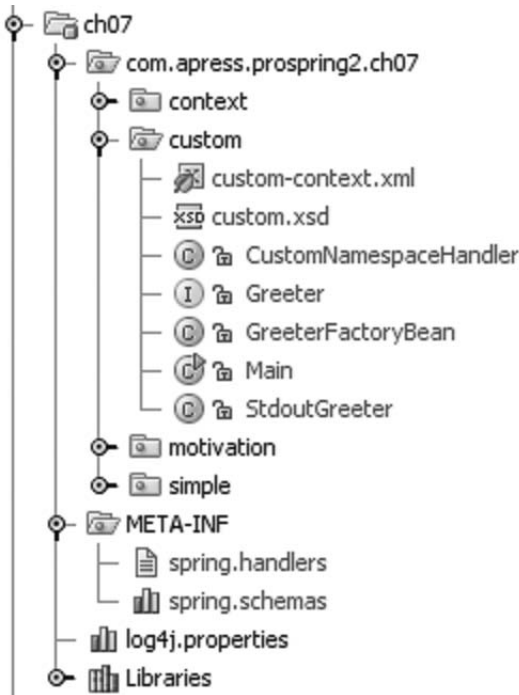 ch07
com.apress.prospring2.ch07
context
custom
custom-context.xml
XSD custom.xsd
C CustomNamespaceHandler
I Greeter
C GreeterFactoryBean
C Main
C StdoutGreeter
motivation
simple
META-INF
spring.handlers
spring.schemas
log4j.properties
Libraries